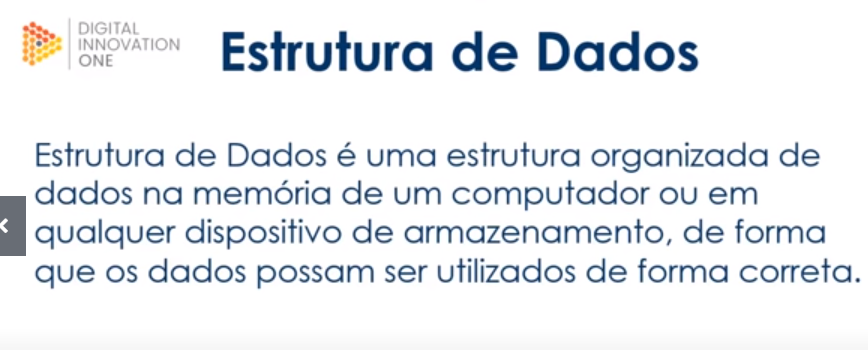 DIGITAL
INNOVATION
ONE
Estrutura de Dados
Estrutura de Dados é uma estrutura organizada de
dados na memória de um computador ou em
qualquer dispositivo de armazenamento, de forma
que os dados possam ser utilizados de forma correta.